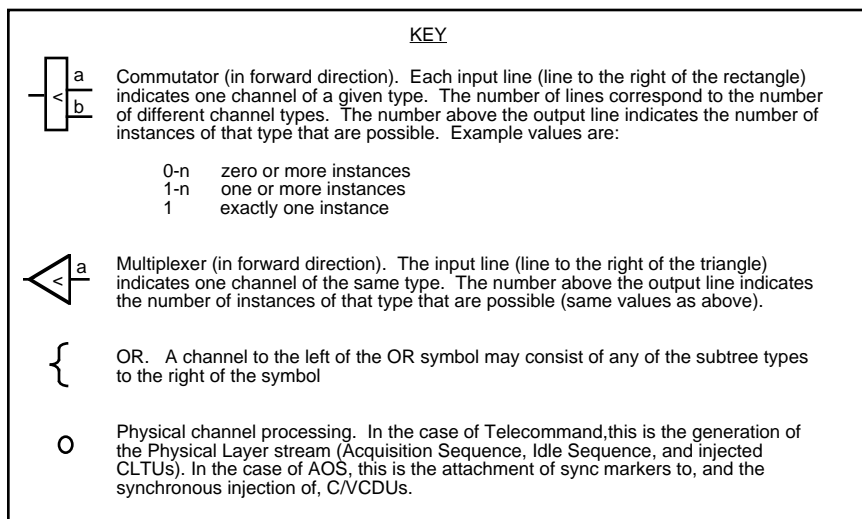 KEY
a
<
b
Commutator (in forward direction).  Each input line (line to the right of the rectangle)
indicates one channel of a given type.  The number of lines correspond to the number
of different channel types.  The number above the output line indicates the number of
instances of that type that are possible.  Example values are:
0-n zero or more instances
1-n one or more instances
1 exactly one instance
a
<
Multiplexer (in forward direction).  The input line (line to the right of the triangle)
indicates one channel of the same type.  The number above the output line indicates
the number of instances of that type that are possible (same values as above).
OR.   A channel to the left of the OR symbol may consist of any of the subtree types
to the right of the symbol
Physical channel processing.  In the case of Telecommand,this is the generation of
the Physical Layer stream (Acquisition Sequence, Idle Sequence, and injected
CLTUs). In the case of AOS, this is the attachment of sync markers to, and the
synchronous injection of, C/VCDUs.